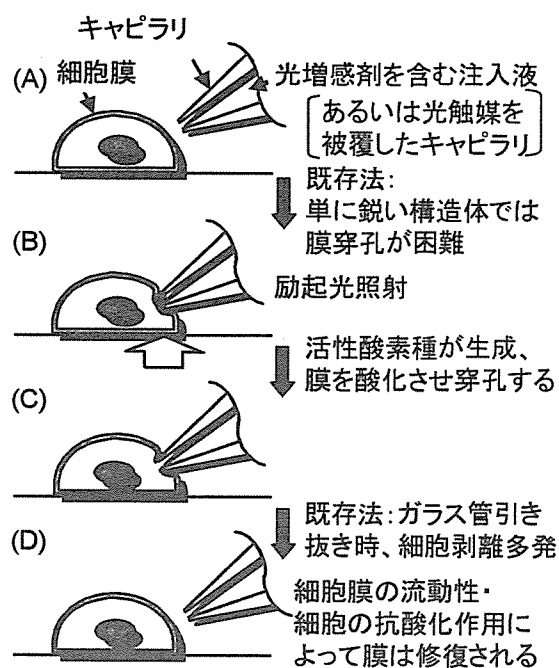 キャピラリ
(A) 細胞膜
光増感剤を含む注入液
あるいは光触媒を
被覆したキャピラリ
既存法:
単に鋭い構造体では
膜穿孔が困難
(B)
励起光照射
活性酸素種が生成、
膜を酸化させ穿孔する
(C)
既存法:ガラス管引き
抜き時、細胞剥離多発
(D)
細胞膜の流動性・
細胞の抗酸化作用に
よって膜は修復される